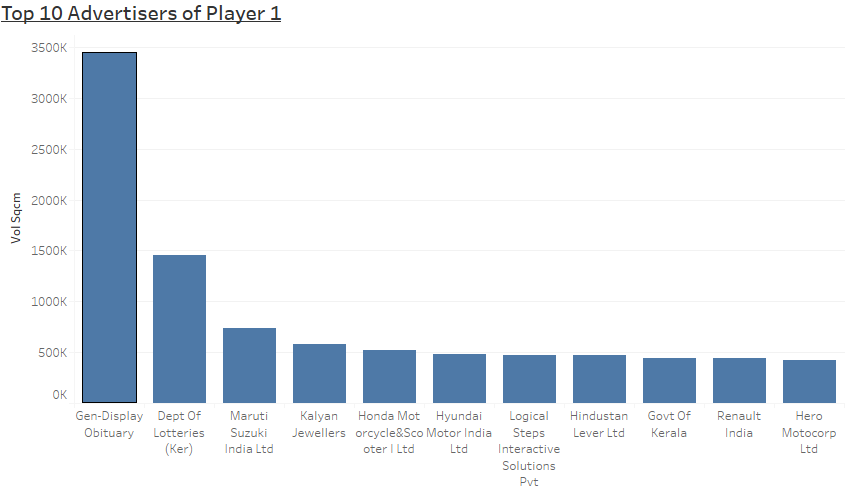 Top 10 Advertisers of Player 1
3500K
3000K
2500K
2000K
1500K
1000K
500K
0K
Vol Sqcm
Gen-Display
Obituary
Dept Of
Lotteries
(Ker)
Maruti
Suzuki
India Ltd
Kalyan
Jewellers
Honda Mot
orcycle&Sco
oter I Ltd
Hyundai
Motor India
Ltd
Logical
Steps
Interactive
Solutions
Pvt
Hindustan
Lever Ltd
Govt Of
Kerala
Renault
India
Hero
Motocorp
Ltd